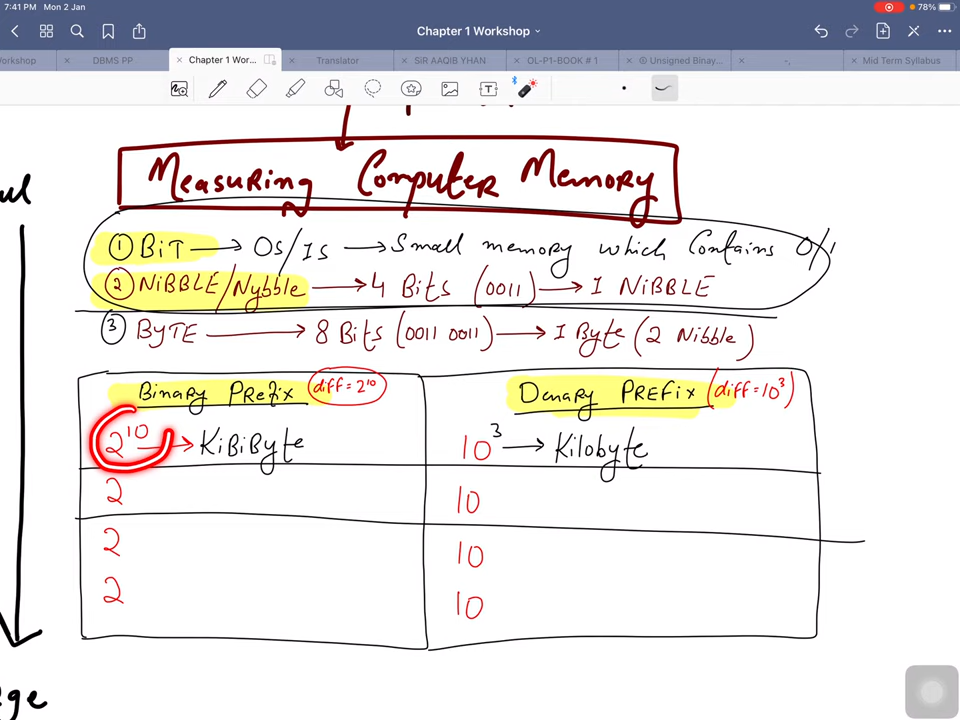 7:41 PM Mon 2 Jan
78%
Chapter 1 Workshop
orkshop
DBMS PP
Chapter 1 Wor...
Translator
SiR AAQIB YHAN
OL-P1-BOOK # 1
Unsigned Binay...
-,
Mid Term Syllabus
Measuring Computer Memory
ul
① BiT → 0s/1s → Small memory which Contains 0/1
② NiBBLE/Nybble → 4 Bits (0011) → 1 NiBBLE
③ ByTE → 8 Bits (0011 0011) → 1 Byte (2 Nibble)
Binary PRefix (diff = 2¹⁰)
Denary PREFix (diff = 10³)
2¹⁰ → KiBiByte
10³ → Kilobyte
2
10
2
10
2
10
ge